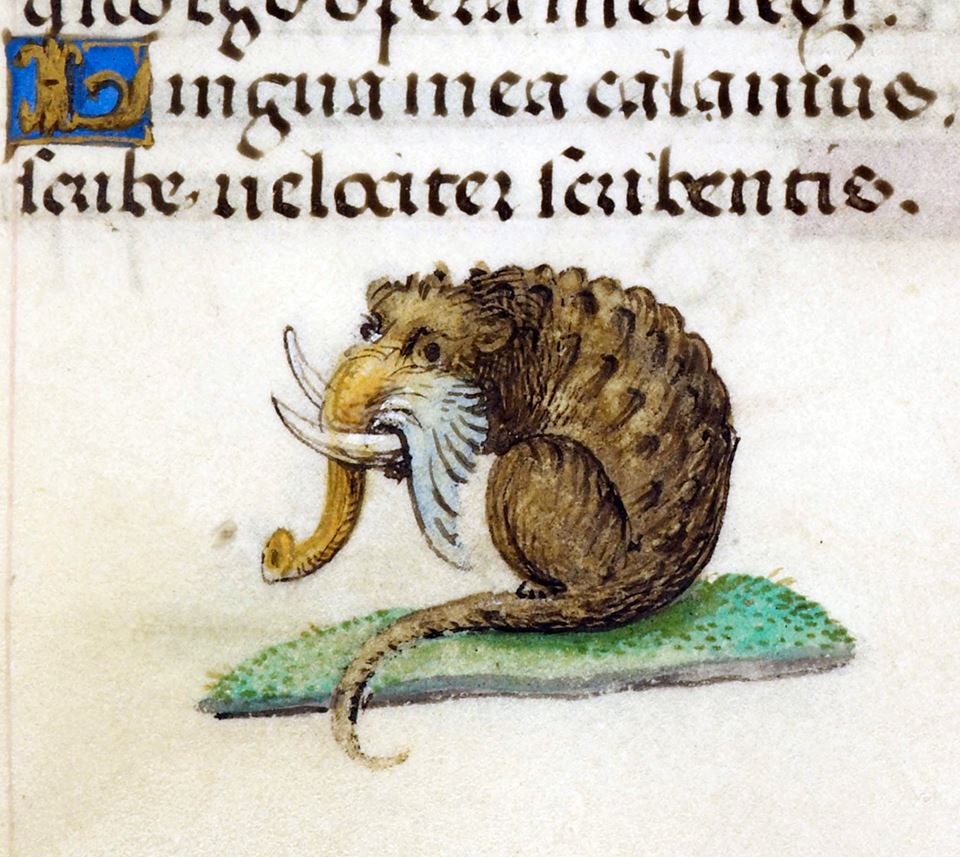 ego opera mea regi.
Lingua mea calamus,
scribe, uelociter scribentis.